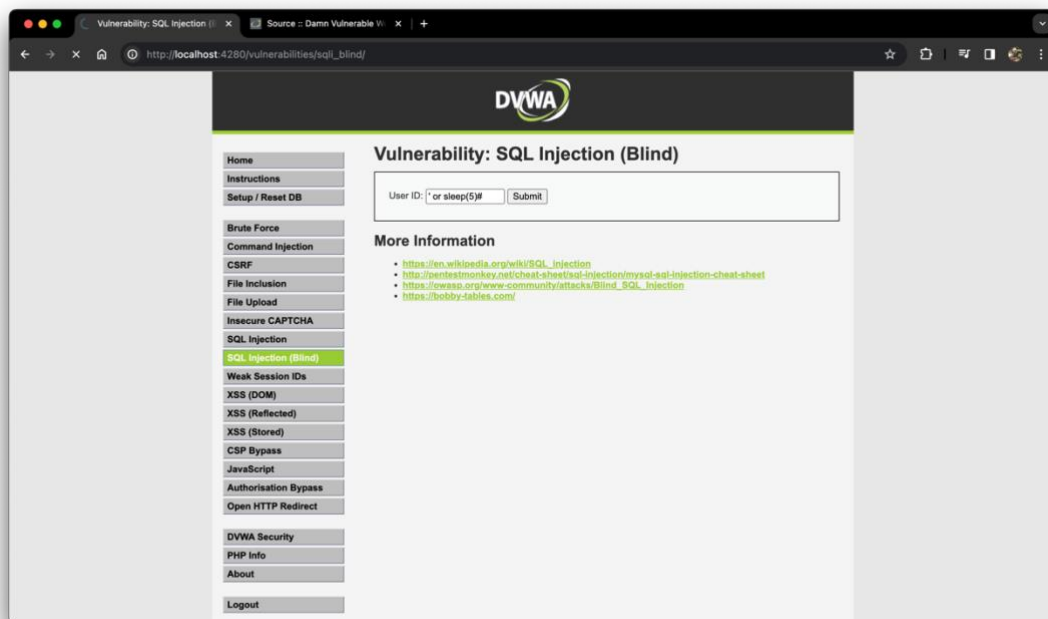 Vulnerability: SQL Injection (B
Source :: Damn Vulnerable W
http://localhost:4280/vulnerabilities/sqli_blind/
DVWA
Home
Instructions
Setup / Reset DB
Brute Force
Command Injection
CSRF
File Inclusion
File Upload
Insecure CAPTCHA
SQL Injection
SQL Injection (Blind)
Weak Session IDs
XSS (DOM)
XSS (Reflected)
XSS (Stored)
CSP Bypass
JavaScript
Authorisation Bypass
Open HTTP Redirect
DVWA Security
PHP Info
About
Logout
Vulnerability: SQL Injection (Blind)
User ID: ' or sleep(5)# Submit
More Information
https://en.wikipedia.org/wiki/SQL_injection
http://pentestmonkey.net/cheat-sheet/sql-injection/mysql-sql-injection-cheat-sheet
https://owasp.org/www-community/attacks/Blind_SQL_Injection
https://bobby-tables.com/